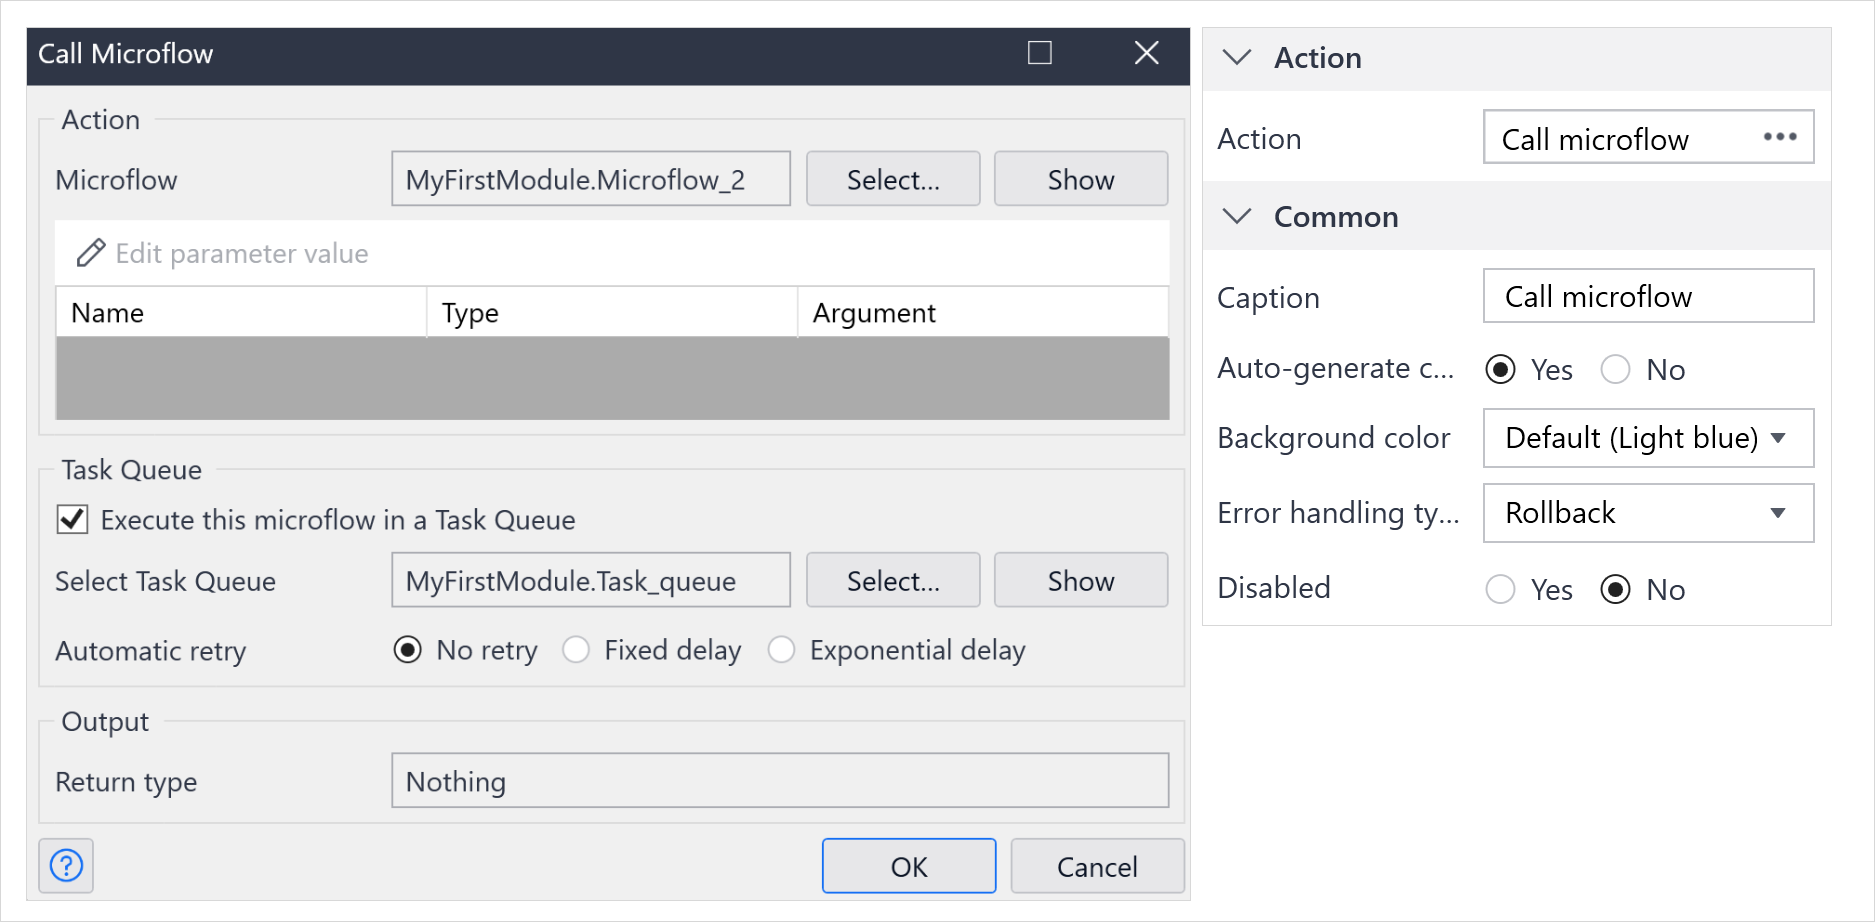 Call Microflow
Action
Microflow MyFirstModule.Microflow_2 Select... Show
Edit parameter value
Name Type Argument
Task Queue
Execute this microflow in a Task Queue
Select Task Queue MyFirstModule.Task_queue Select... Show
Automatic retry No retry Fixed delay Exponential delay
Output
Return type Nothing
? OK Cancel
Action
Action Call microflow •••
Common
Caption Call microflow
Auto-generate c... Yes No
Background color Default (Light blue)
Error handling ty... Rollback
Disabled Yes No